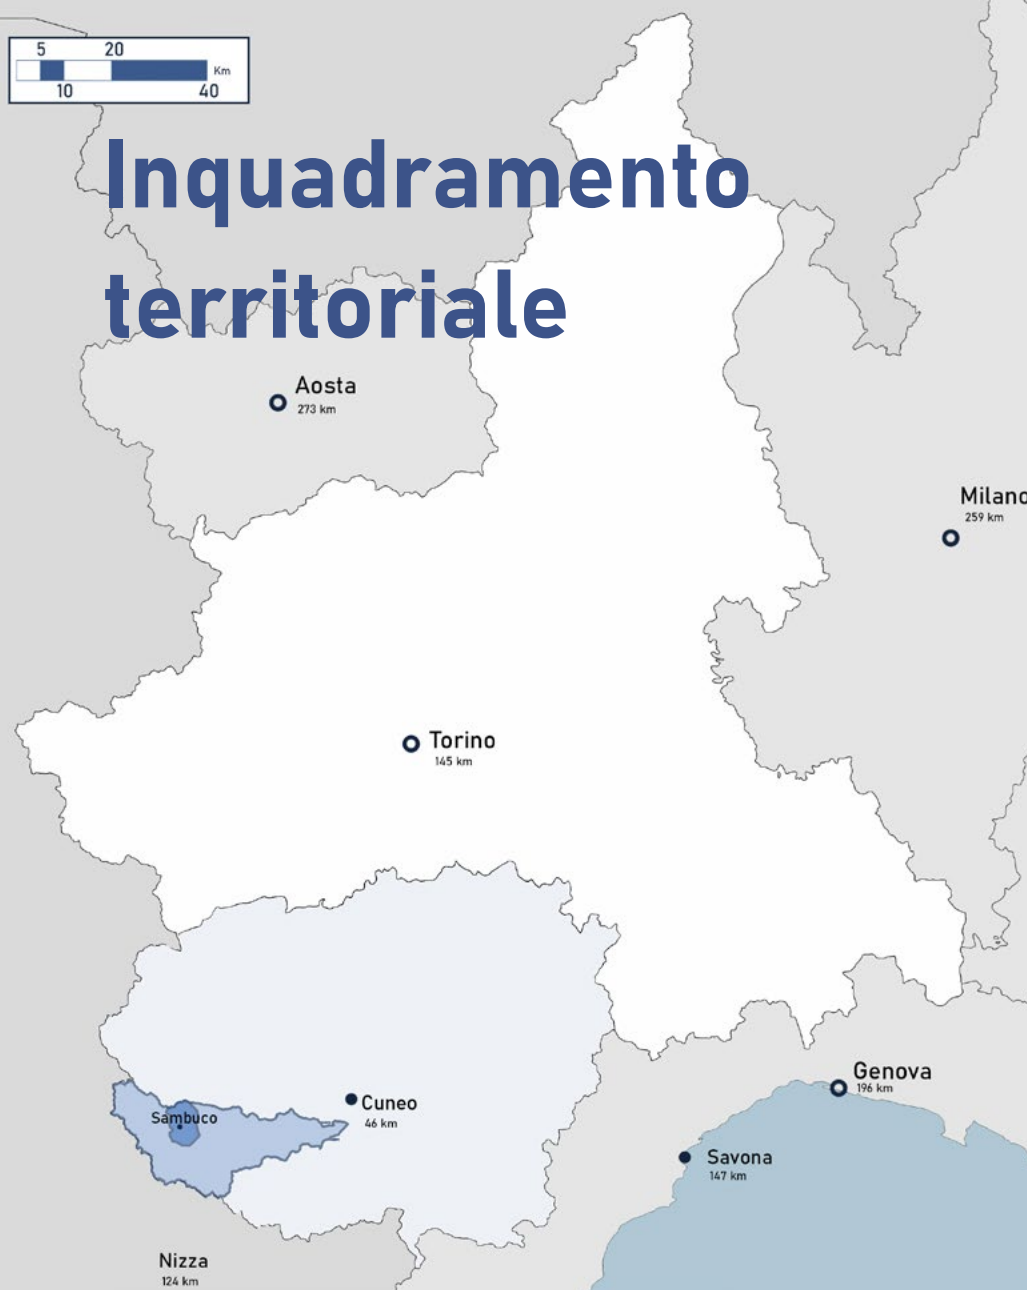 5 20
Km
10 40
Inquadramento
territoriale
Aosta
273 km
Milano
259 km
Torino
145 km
Genova
196 km
Cuneo
46 km
Sambuco
Savona
147 km
Nizza
124 km